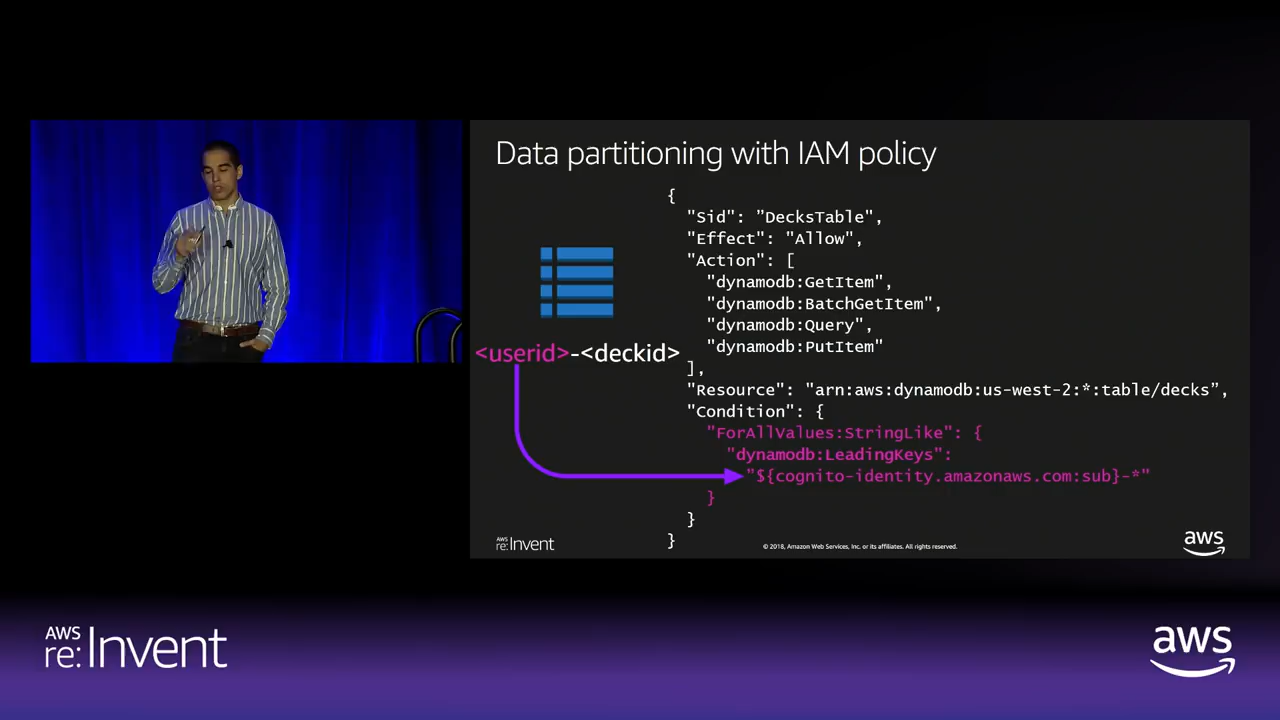 Data partitioning with IAM policy
{
"Sid": ”DecksTable",
"Effect": "Allow",
"Action": [
"dynamodb:GetItem",
"dynamodb:BatchGetItem",
"dynamodb:Query",
"dynamodb:PutItem"
],
<userid>-<deckid>
"Resource": "arn:aws:dynamodb:us-west-2:*:table/decks”,
"Condition": {
"ForAllValues:StringLike": {
"dynamodb:LeadingKeys":
"${cognito-identity.amazonaws.com:sub}-*"
}
}
}
AWS
re:Invent
© 2018, Amazon Web Services, Inc. or its affiliates. All rights reserved.
aws
AWS
re:Invent
aws